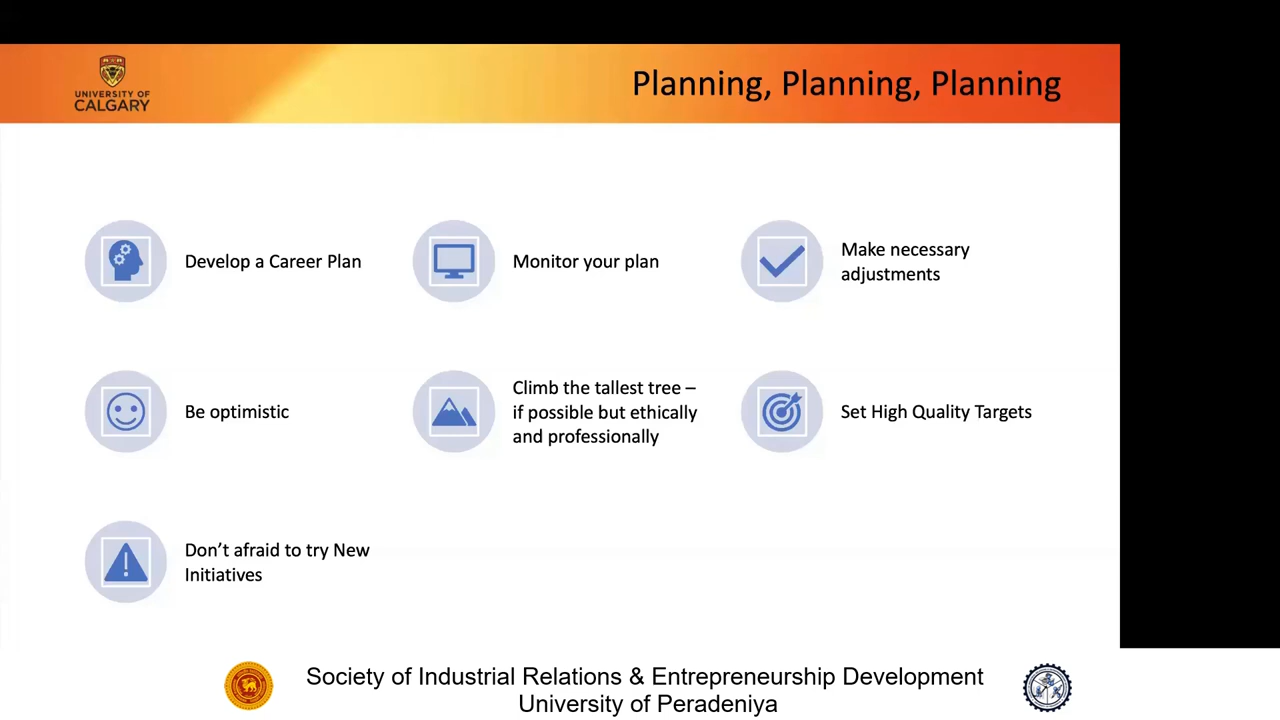 UNIVERSITY OF
CALGARY
Planning, Planning, Planning
Develop a Career Plan
Monitor your plan
Make necessary
adjustments
Be optimistic
Climb the tallest tree –
if possible but ethically
and professionally
Set High Quality Targets
Don’t afraid to try New
Initiatives
Society of Industrial Relations & Entrepreneurship Development
University of Peradeniya